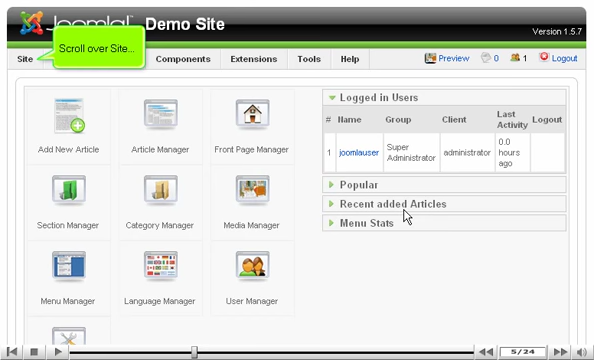 Joomla! Demo Site
Version 1.5.7
Scroll over Site...
Site Components Extensions Tools Help Preview 0 1 Logout
Add New Article
Article Manager
Front Page Manager
Section Manager
Category Manager
Media Manager
Menu Manager
Language Manager
User Manager
Logged in Users
# Name Group Client Last Activity Logout
1 joomlauser Super Administrator administrator 0.0 hours ago
Popular
Recent added Articles
Menu Stats
5/24